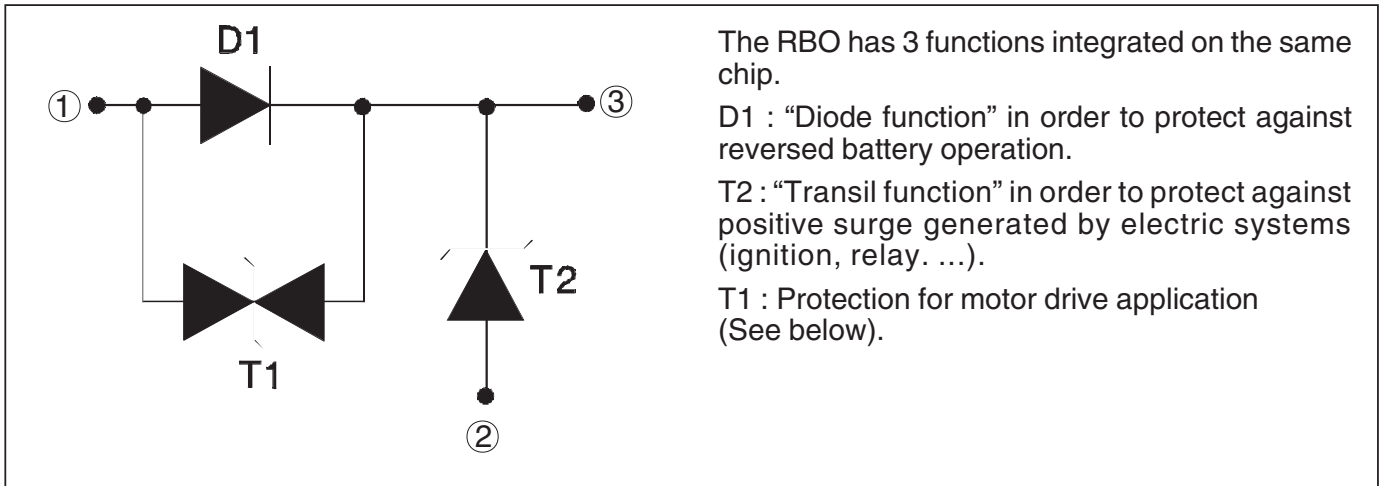 D1
①
③
T2
T1
②
The RBO has 3 functions integrated on the same
chip.
D1 : “Diode function” in order to protect against
reversed battery operation.
T2 : “Transil function” in order to protect against
positive surge generated by electric systems
(ignition, relay. ...).
T1 : Protection for motor drive application
(See below).